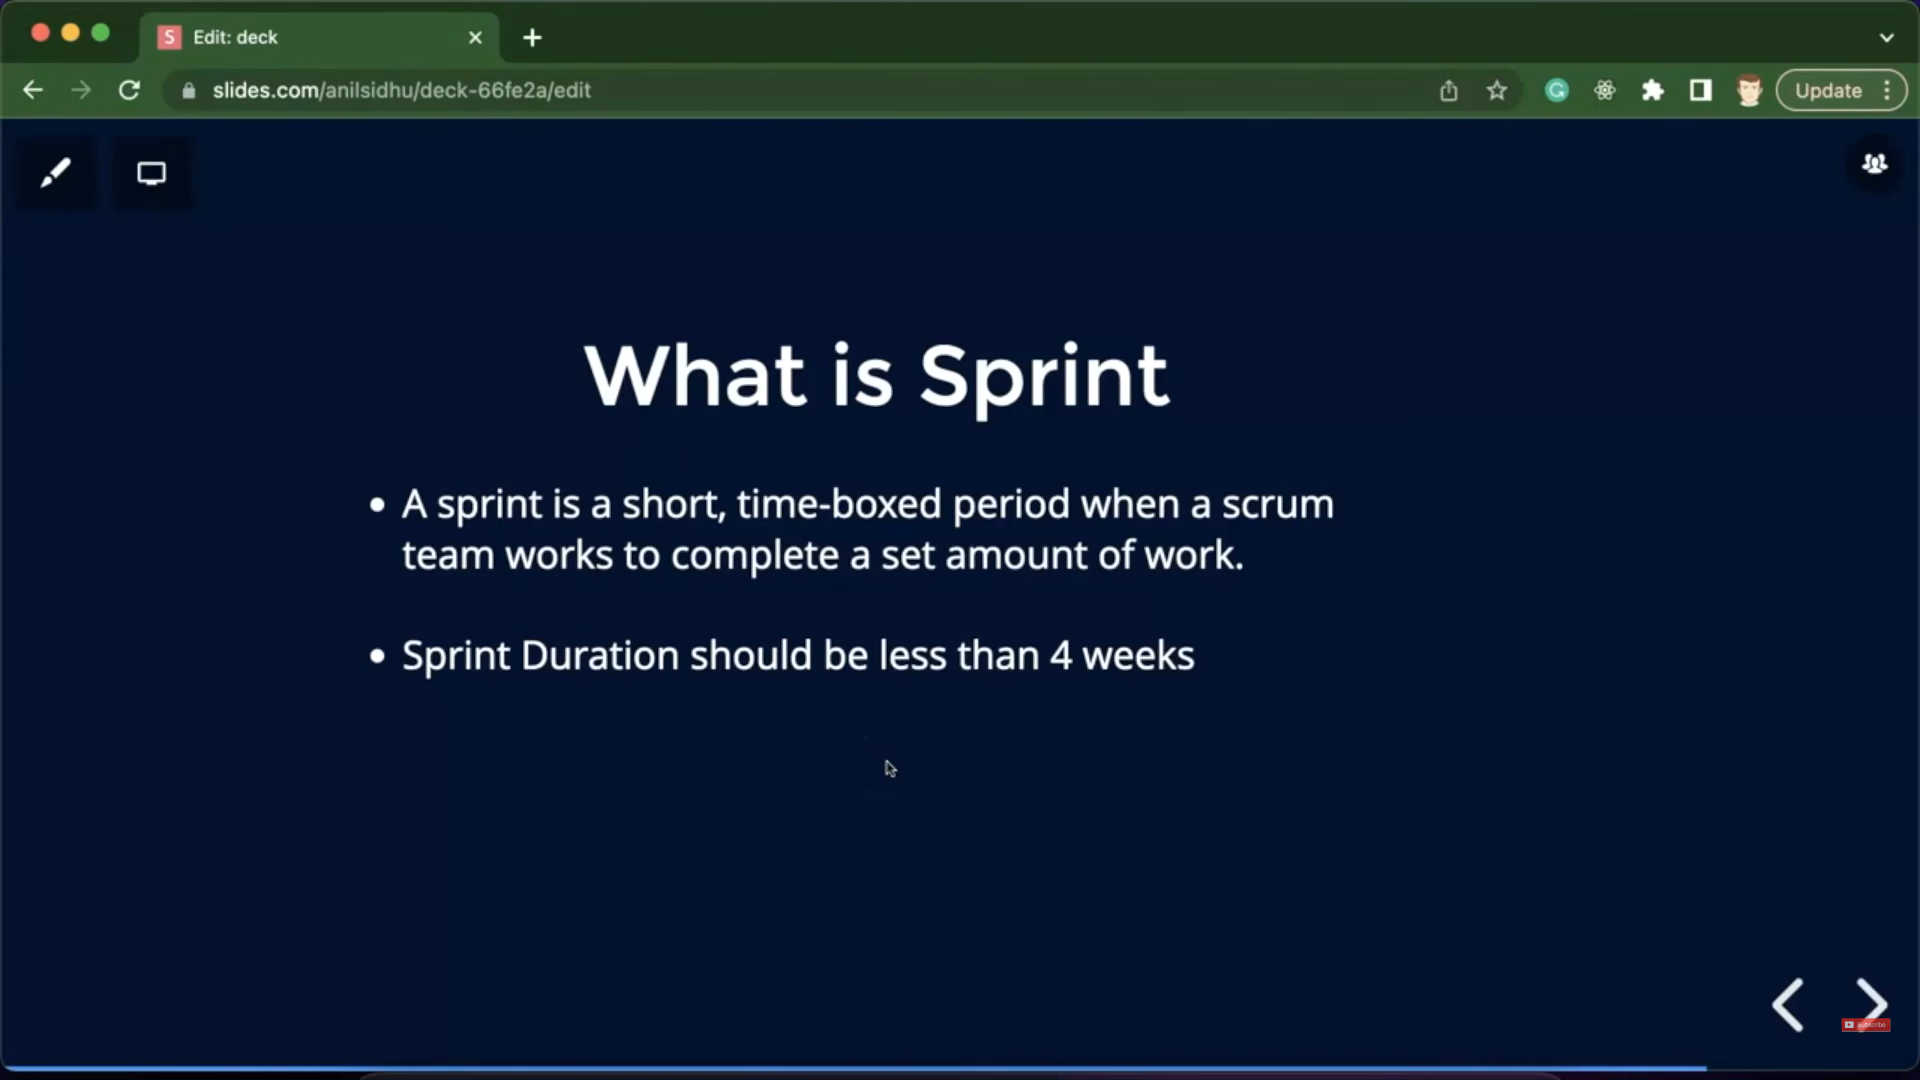 S Edit: deck
slides.com/anilsidhu/deck-66fe2a/edit
Update
What is Sprint
• A sprint is a short, time-boxed period when a scrum
team works to complete a set amount of work.
• Sprint Duration should be less than 4 weeks
Subscribe